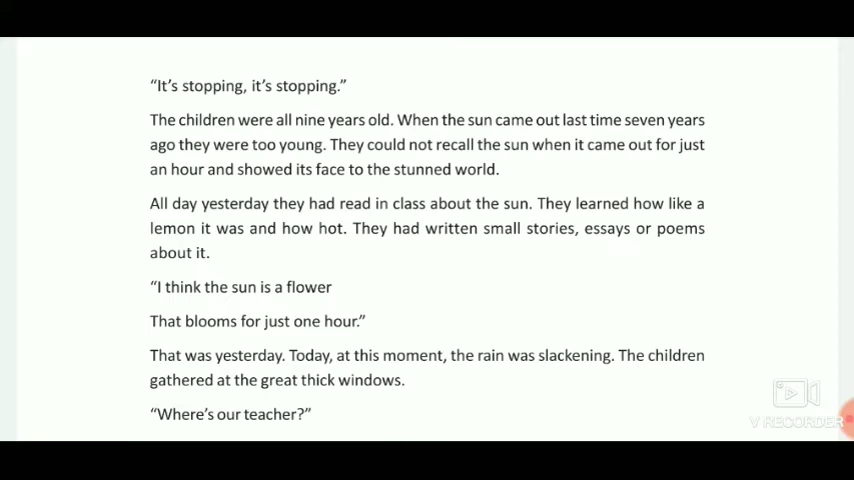 “It’s stopping, it’s stopping.”
The children were all nine years old. When the sun came out last time seven years
ago they were too young. They could not recall the sun when it came out for just
an hour and showed its face to the stunned world.
All day yesterday they had read in class about the sun. They learned how like a
lemon it was and how hot. They had written small stories, essays or poems
about it.
“I think the sun is a flower
That blooms for just one hour.”
That was yesterday. Today, at this moment, the rain was slackening. The children
gathered at the great thick windows.
“Where’s our teacher?”
V RECORDER